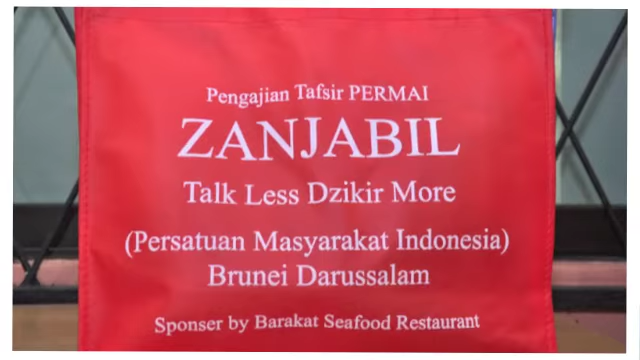 Pengajian Tafsir PERMAI
ZANJABIL
Talk Less Dzikir More
(Persatuan Masyarakat Indonesia)
Brunei Darussalam
Sponser by Barakat Seafood Restaurant